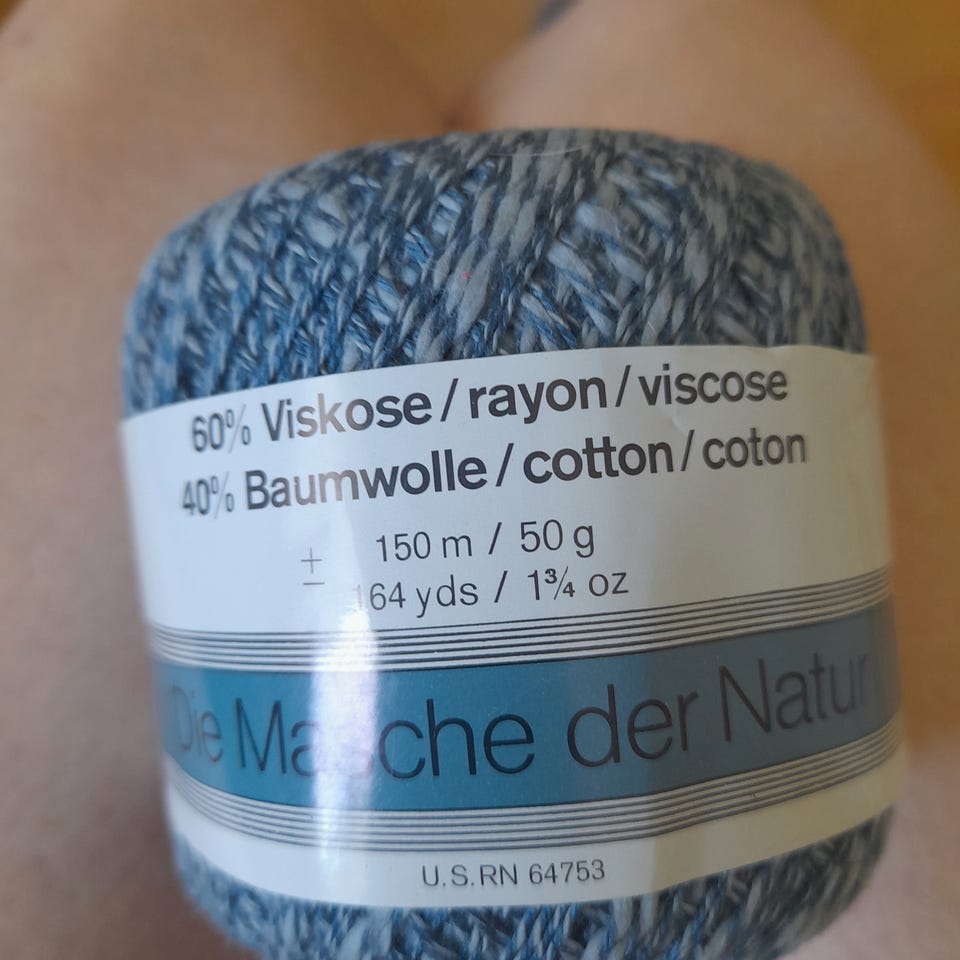 60% Viskose / rayon / viscose
40% Baumwolle / cotton / coton
± 150 m / 50 g
164 yds / 1¾ oz
Die Masche der Natur
U.S.RN 64753